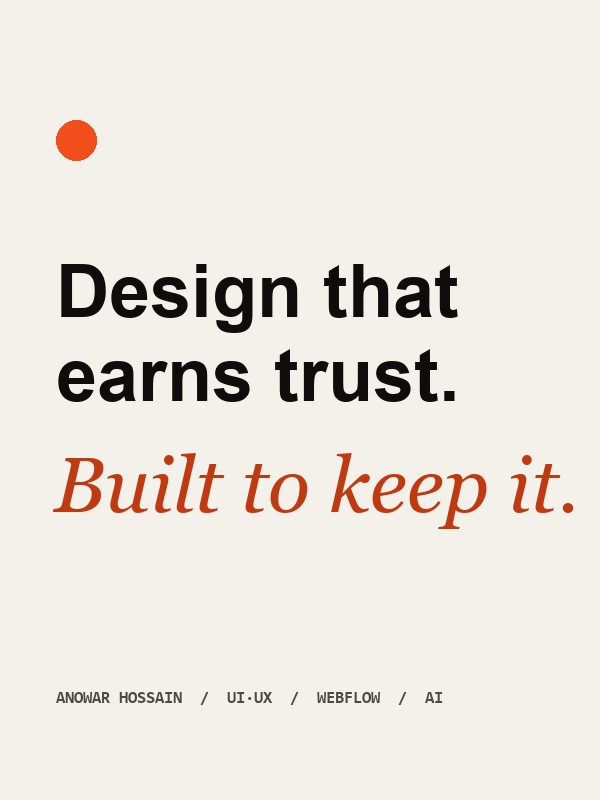 Design that
earns trust.
Built to keep it.
ANOWAR HOSSAIN / UI·UX / WEBFLOW / AI